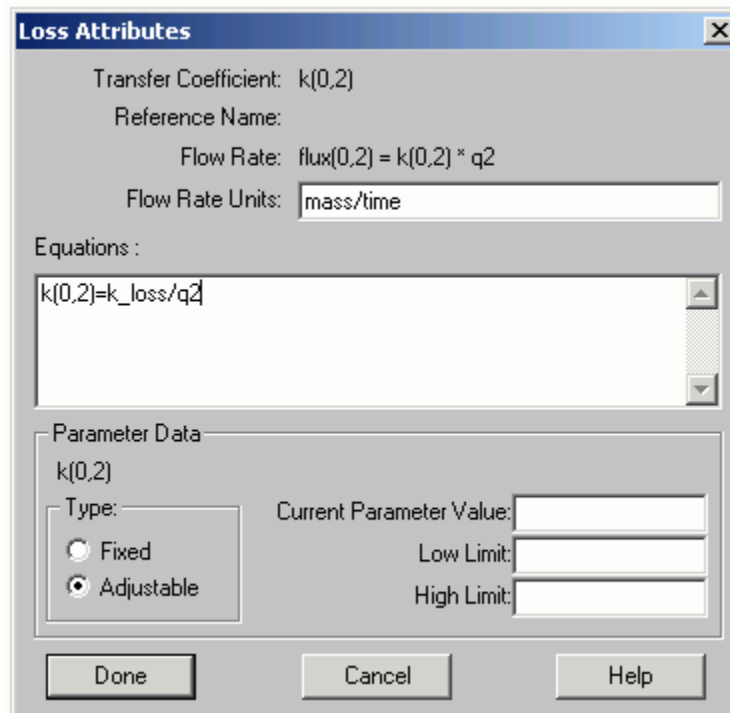 Loss Attributes
Transfer Coefficient: k(0,2)
Reference Name:
Flow Rate: flux(0,2) = k(0,2) * q2
Flow Rate Units: mass/time
Equations :
k(0,2)=k_loss/q2
Parameter Data
k(0,2)
Type:
Current Parameter Value:
Fixed
Low Limit:
Adjustable
High Limit:
Done Cancel Help